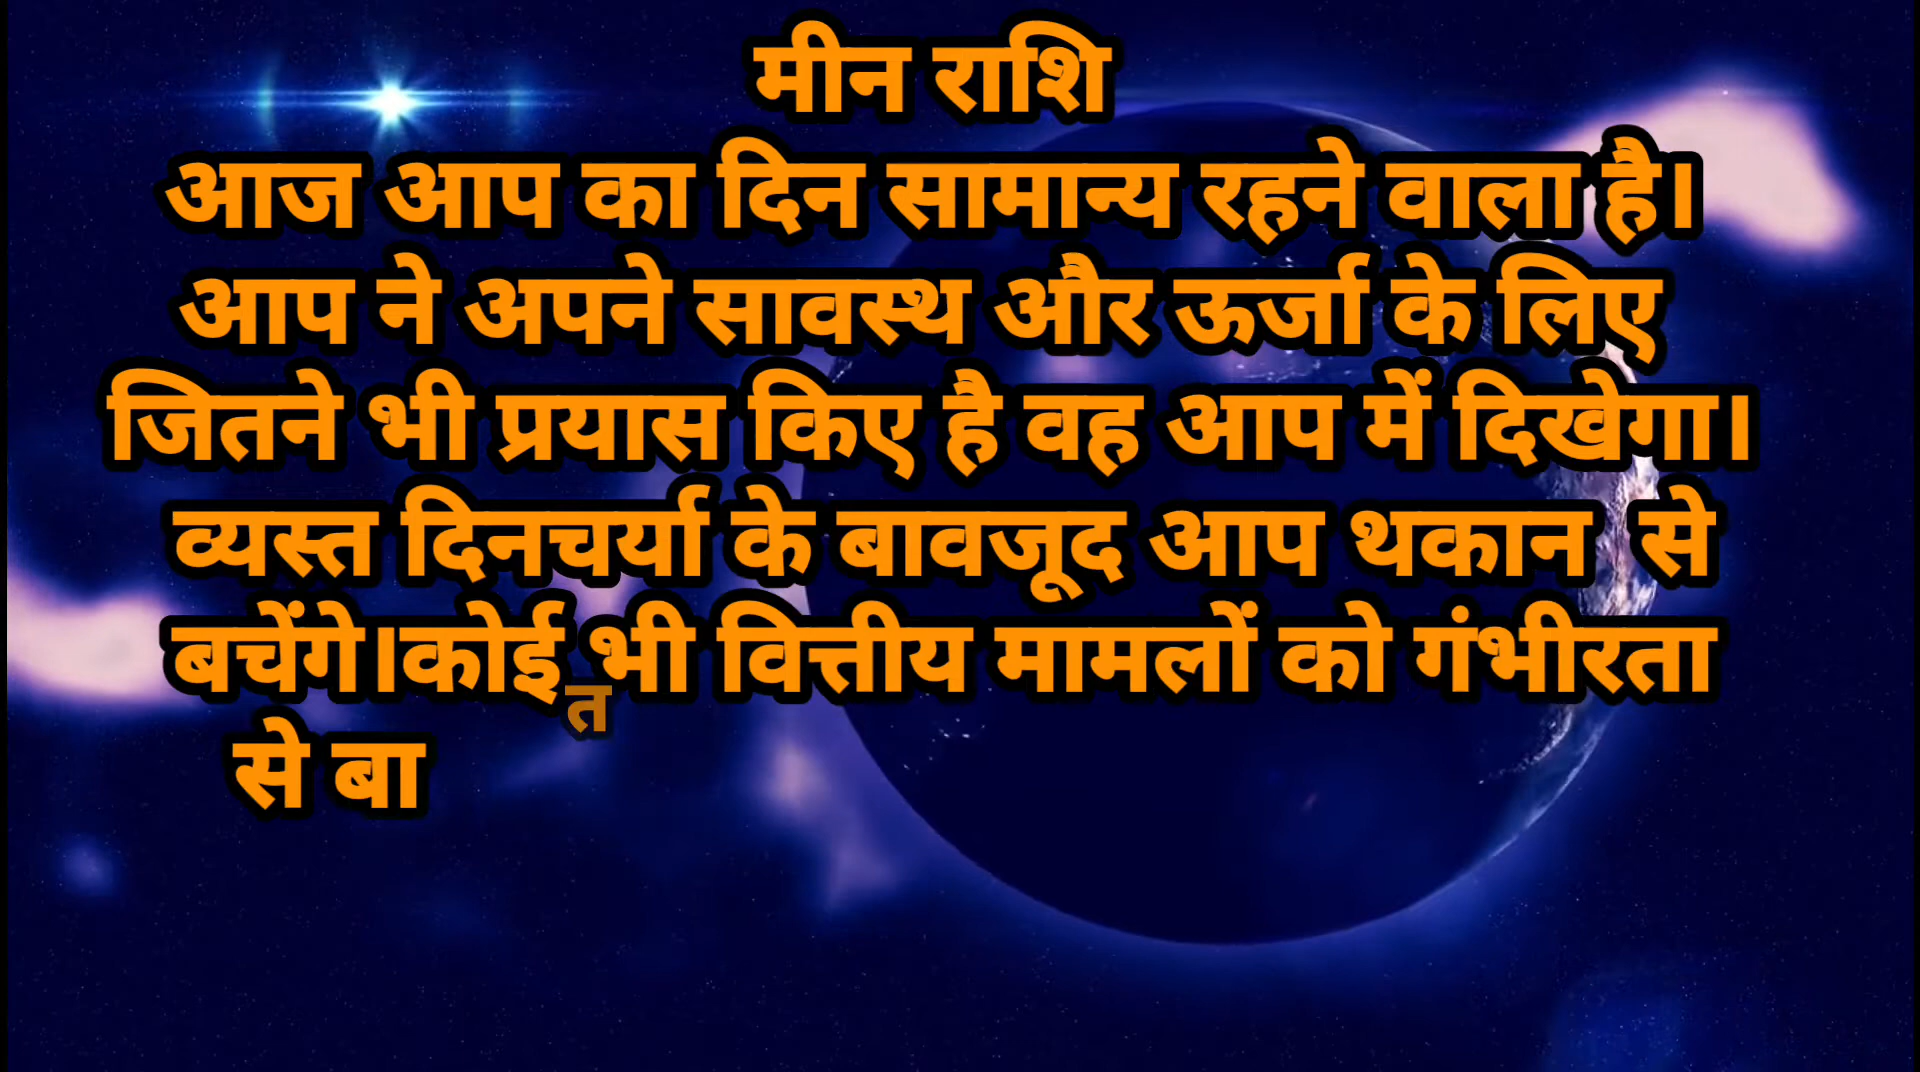 मीन राशि
आज आप का दिन सामान्य रहने वाला है।
आप ने अपने सावस्थ और ऊर्जा के लिए
जितने भी प्रयास किए है वह आप में दिखेगा।
व्यस्त दिनचर्या के बावजूद आप थकान से
बचेंगे।कोई भी वित्तीय मामलों को गंभीरता
से बा
त